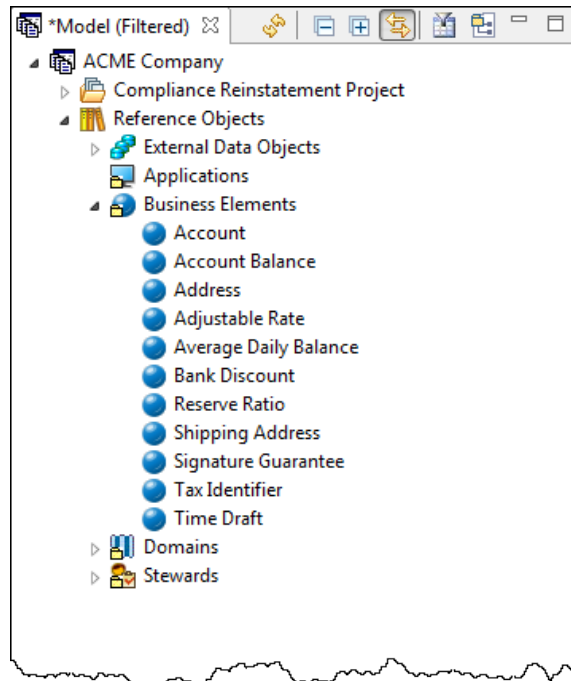 *Model (Filtered)
ACME Company
Compliance Reinstatement Project
Reference Objects
External Data Objects
Applications
Business Elements
Account
Account Balance
Address
Adjustable Rate
Average Daily Balance
Bank Discount
Reserve Ratio
Shipping Address
Signature Guarantee
Tax Identifier
Time Draft
Domains
Stewards